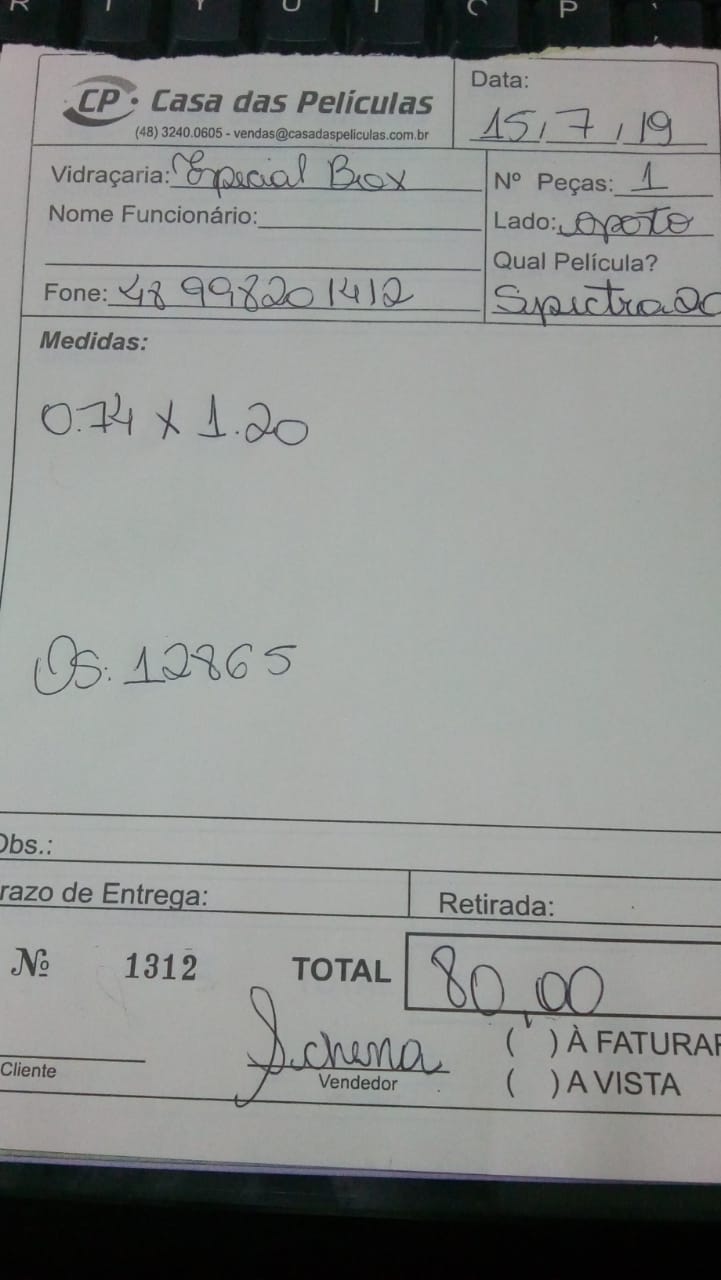 CP · Casa das Películas
(48) 3240.0605 - vendas@casadaspeliculas.com.br
Data:
15, 7, 19
Vidraçaria: Especial Box
Nome Funcionário:
Fone: 48 998201412
Nº Peças: 1
Lado: oposto
Qual Película?
Spectra 20
Medidas:
0.74 x 1.20
OS: 12865
Obs.:
razo de Entrega:
Retirada:
Nº 1312 TOTAL 80,00
Cliente
Vendedor
( ) À FATURAR
( ) A VISTA